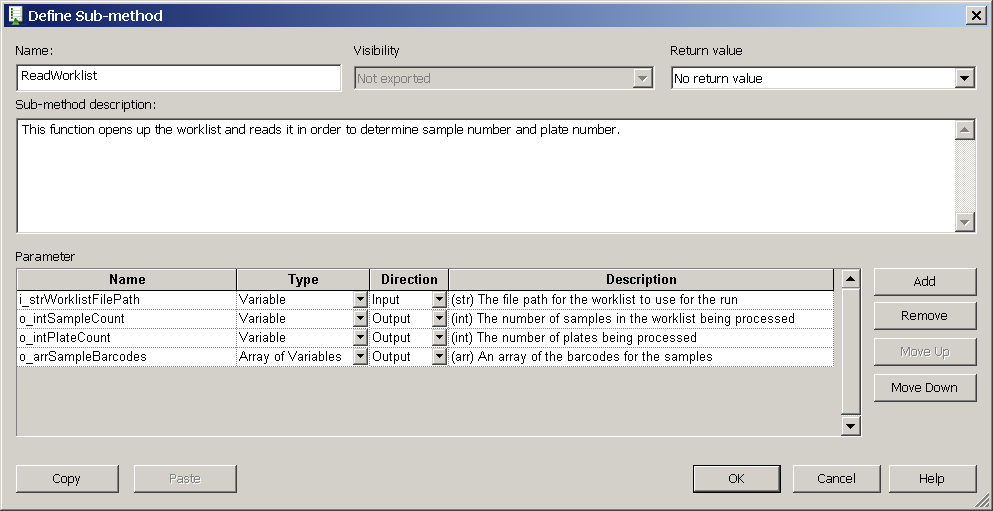 Define Sub-method
Name: Visibility Return value
ReadWorklist Not exported No return value
Sub-method description:
This function opens up the worklist and reads it in order to determine sample number and plate number.
Parameter
Name Type Direction Description
i_strWorklistFilePath Variable Input (str) The file path for the worklist to use for the run
o_intSampleCount Variable Output (int) The number of samples in the worklist being processed
o_intPlateCount Variable Output (int) The number of plates being processed
o_arrSampleBarcodes Array of Variables Output (arr) An array of the barcodes for the samples
Add
Remove
Move Up
Move Down
Copy Paste OK Cancel Help